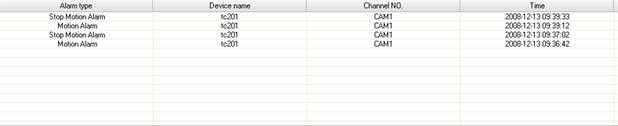 Alarm type Device name Channel NO. Time
Stop Motion Alarm tc201 CAM1 2008-12-13 09:39:33
Motion Alarm tc201 CAM1 2008-12-13 09:39:12
Stop Motion Alarm tc201 CAM1 2008-12-13 09:37:02
Motion Alarm tc201 CAM1 2008-12-13 09:36:42